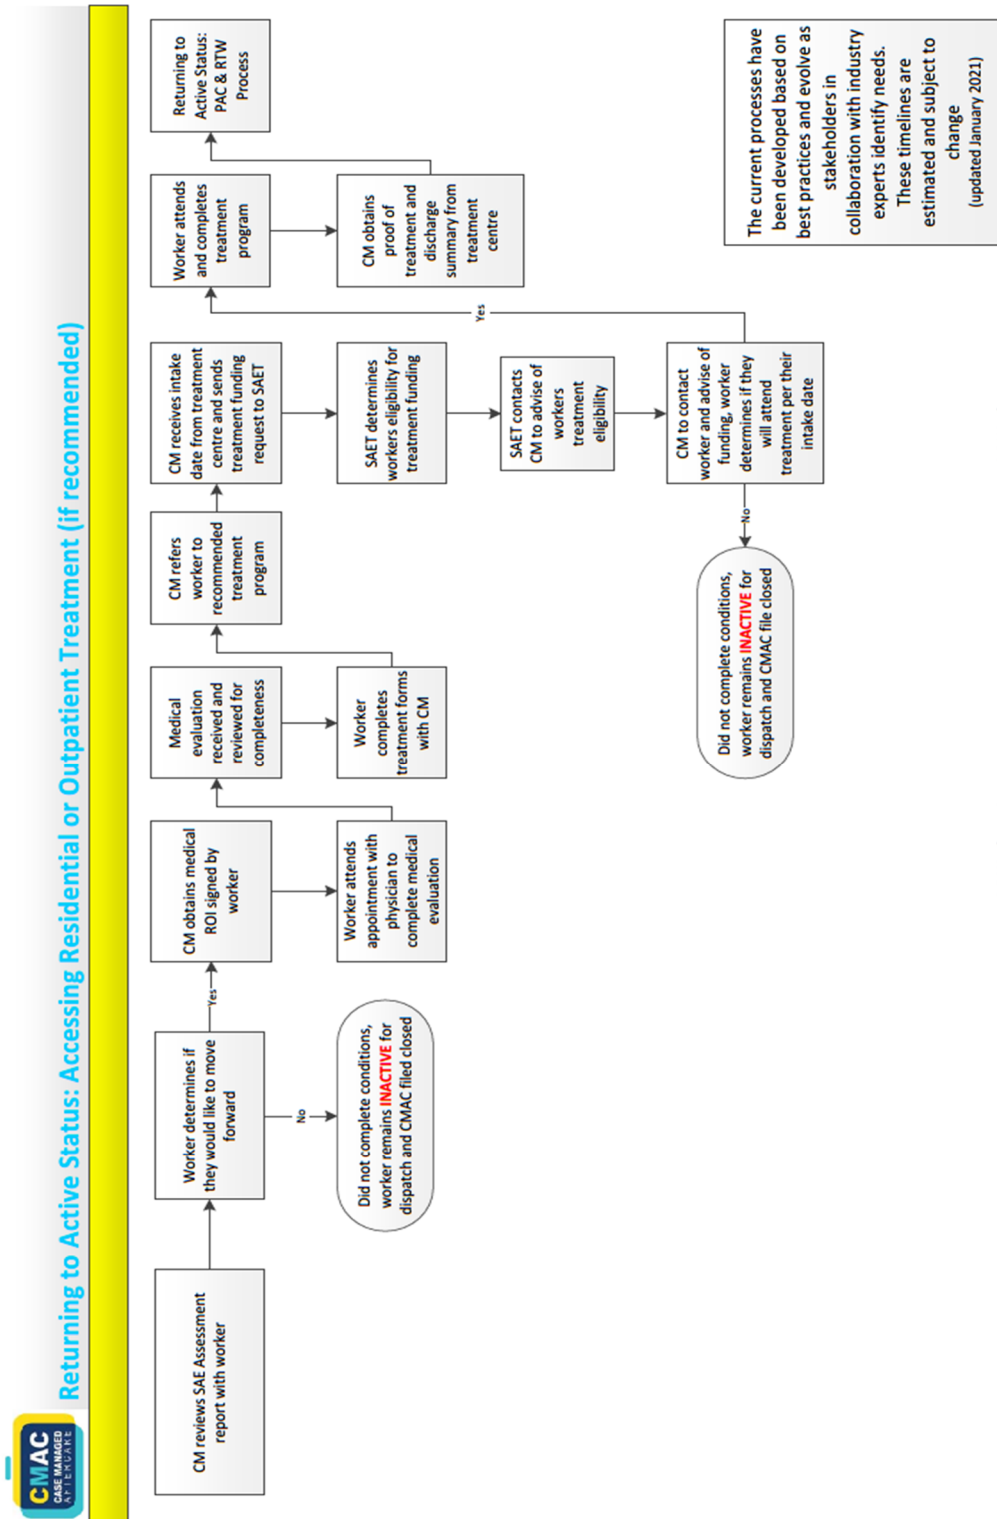 CMAC
CASE MANAGED
AFTERCARE
Returning to Active Status: Accessing Residential or Outpatient Treatment (if recommended)
CM reviews SAE Assessment
report with worker
Worker determines if
they would like to move
forward
No
Did not complete conditions,
worker remains INACTIVE for
dispatch and CMAC filed closed
Yes
CM obtains medical
ROI signed by
worker
Worker attends
appointment with
physician to
complete medical
evaluation
Medical
evaluation
received and
reviewed for
completeness
Worker
completes
treatment forms
with CM
CM refers
worker to
recommended
treatment
program
CM receives intake
date from treatment
centre and sends
treatment funding
request to SAET
SAET determines
workers eligibility for
treatment funding
SAET contacts
CM to advise of
workers
treatment
eligibility
CM to contact
worker and advise of
funding, worker
determines if they
will attend
treatment per their
intake date
No
Did not complete conditions,
worker remains INACTIVE for
dispatch and CMAC file closed
Yes
Worker attends
and completes
treatment
program
CM obtains
proof of
treatment and
discharge
summary from
treatment
centre
Returning to
Active Status:
PAC & RTW
Process
The current processes have
been developed based on
best practices and evolve as
stakeholders in
collaboration with industry
experts identify needs.
These timelines are
estimated and subject to
change
(updated January 2021)